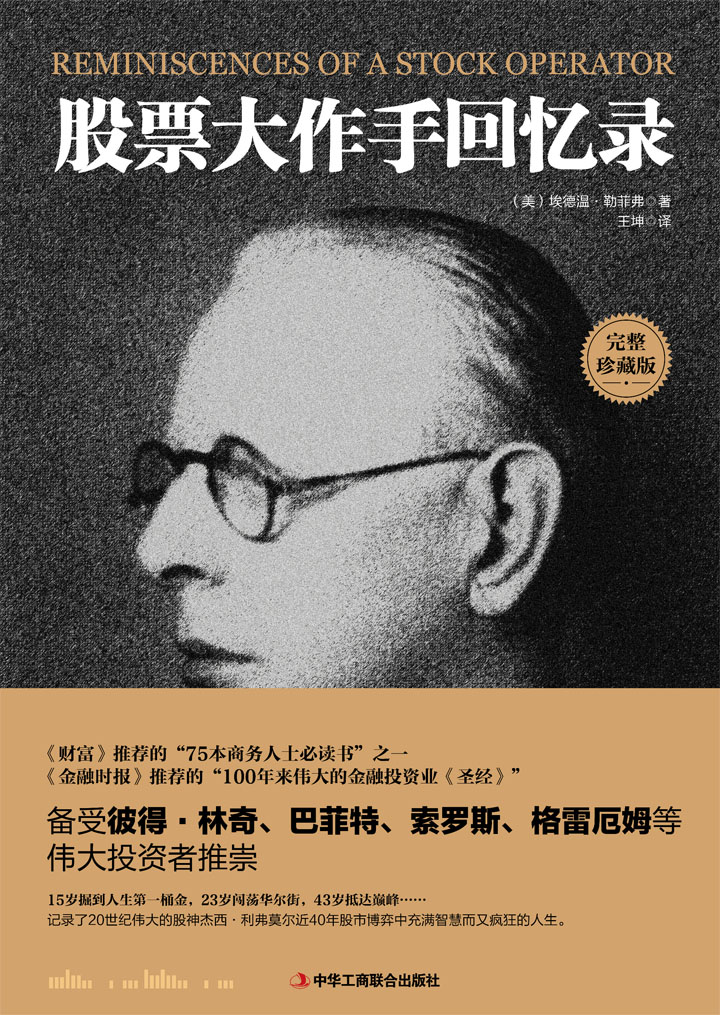 REMINISCENCES OF A STOCK OPERATOR
股票大作手回忆录
（美）埃德温·勒菲弗◎著
王坤◎译
完整
珍藏版
《财富》推荐的“75本商务人士必读书”之一
《金融时报》推荐的“100年来伟大的金融投资业《圣经》”
备受彼得·林奇、巴菲特、索罗斯、格雷厄姆等
伟大投资者推崇
15岁掘到人生第一桶金，23岁闯荡华尔街，43岁抵达巅峰……
记录了20世纪伟大的股神杰西·利弗莫尔近40年股市博弈中充满智慧而又疯狂的人生。
中华工商联合出版社